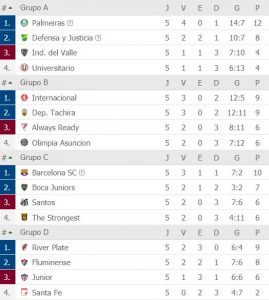 # Grupo A J V E D G P
1. Palmeiras 5 4 0 1 14:7 12
2. Defensa y Justicia 5 2 2 1 10:7 8
3. Ind. del Valle 5 1 1 3 7:10 4
4. Universitario 5 1 1 3 6:13 4
# Grupo B J V E D G P
1. Internacional 5 3 0 2 12:5 9
2. Dep. Tachira 5 3 0 2 12:11 9
3. Always Ready 5 2 0 3 8:11 6
4. Olimpia Asuncion 5 2 0 3 7:12 6
# Grupo C J V E D G P
1. Barcelona SC 5 3 1 1 7:2 10
2. Boca Juniors 5 2 1 2 3:2 7
3. Santos 5 2 0 3 7:6 6
4. The Strongest 5 2 0 3 4:11 6
# Grupo D J V E D G P
1. River Plate 5 2 3 0 6:4 9
2. Fluminense 5 2 2 1 7:6 8
3. Junior 5 1 3 1 6:6 6
4. Santa Fe 5 0 2 3 4:7 2